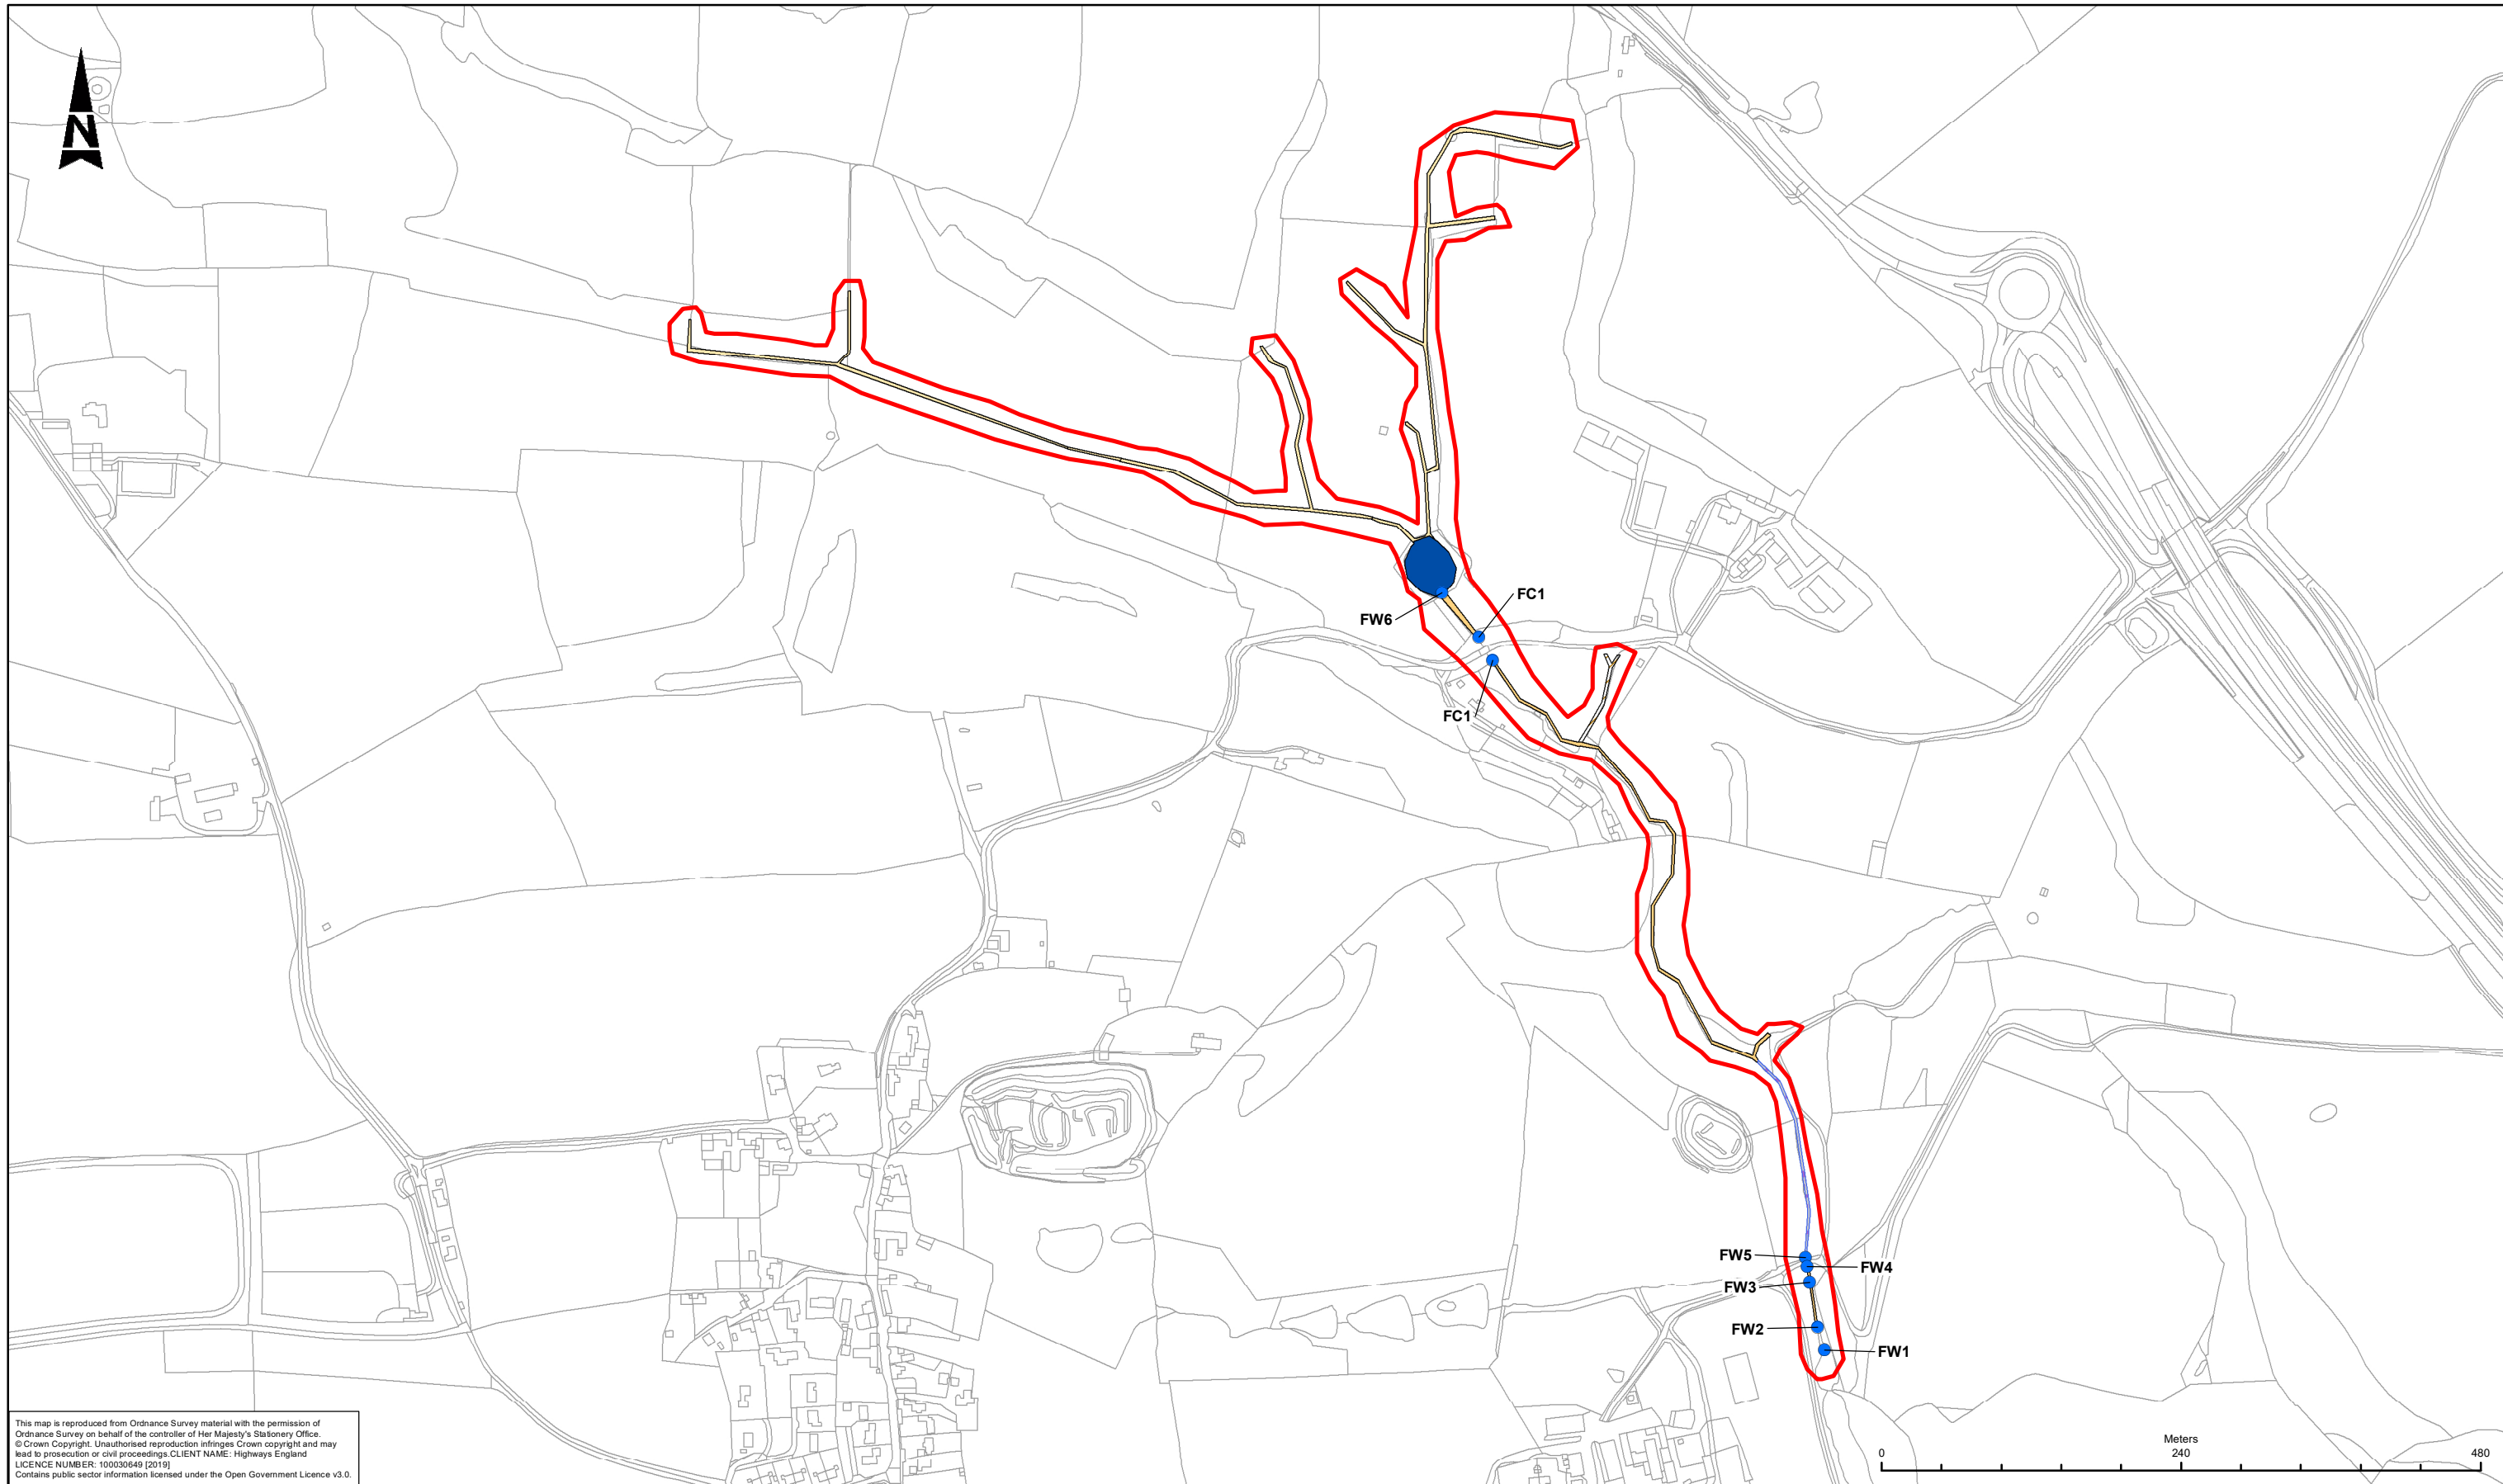 N
FC1
FW6
FC1
FW5
FW4
FW3
FW2
FW1
Meters
0 240 480
This map is reproduced from Ordnance Survey material with the permission of
Ordnance Survey on behalf of the controller of Her Majesty's Stationery Office.
© Crown Copyright. Unauthorised reproduction infringes Crown copyright and may
lead to prosecution or civil proceedings.CLIENT NAME: Highways England
LICENCE NUMBER: 100030649 [2019]
Contains public sector information licensed under the Open Government Licence v3.0.